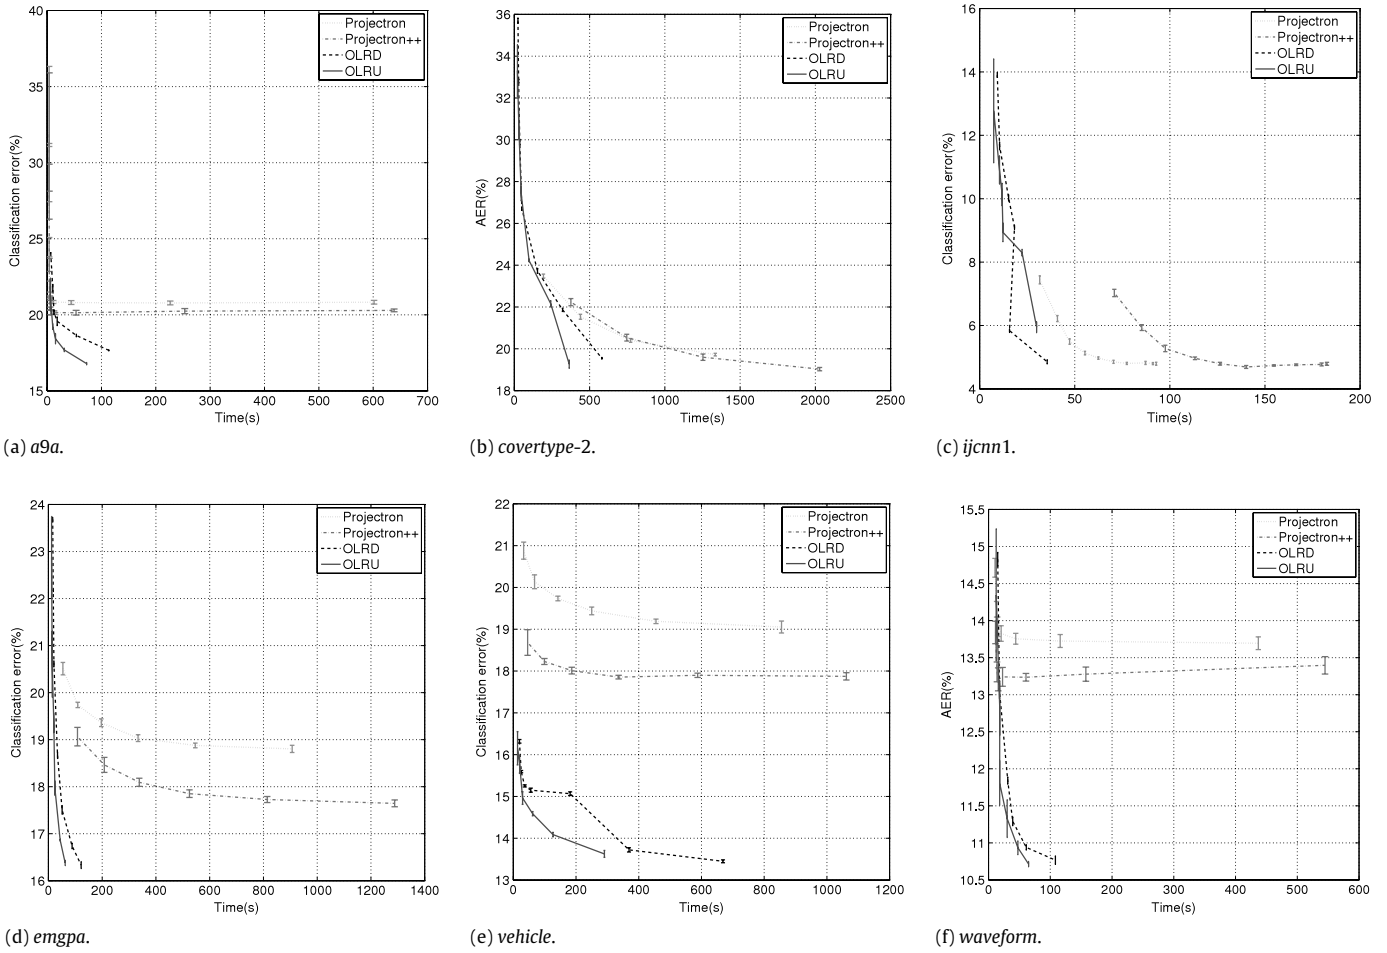 40
35
30
25
20
15
Classification error(%)
Projectron
Projectron++
OLRD
OLRU
0 100 200 300 400 500 600 700
Time(s)
(a) a9a.
36
34
32
30
28
26
24
22
20
18
AER(%)
Projectron
Projectron++
OLRD
OLRU
0 500 1000 1500 2000 2500
Time(s)
(b) covertype-2.
16
14
12
10
8
6
4
Classification error(%)
Projectron
Projectron++
OLRD
OLRU
0 50 100 150 200
Time(s)
(c) ijcnn1.
24
23
22
21
20
19
18
17
16
Classification error(%)
Projectron
Projectron++
OLRD
OLRU
0 200 400 600 800 1000 1200 1400
Time(s)
(d) emgpa.
22
21
20
19
18
17
16
15
14
13
Classification error(%)
Projectron
Projectron++
OLRD
OLRU
0 200 400 600 800 1000 1200
Time(s)
(e) vehicle.
15.5
15
14.5
14
13.5
13
12.5
12
11.5
11
10.5
AER(%)
Projectron
Projectron++
OLRD
OLRU
0 100 200 300 400 500 600
Time(s)
(f) waveform.